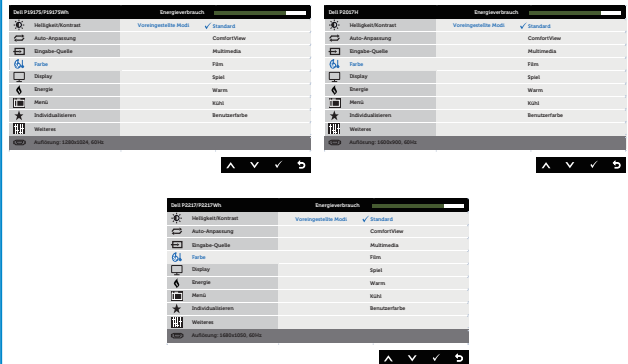 Dell P1917S/P1917SWh Energieverbrauch
Helligkeit/Kontrast Voreingestellte Modi ✓ Standard
Auto-Anpassung ComfortView
Eingabe-Quelle Multimedia
Farbe Film
Display Spiel
Energie Warm
Menü Kühl
Individualisieren Benutzerfarbe
Weiteres
Auflösung: 1280x1024, 60Hz
Dell P2017H Energieverbrauch
Helligkeit/Kontrast Voreingestellte Modi ✓ Standard
Auto-Anpassung ComfortView
Eingabe-Quelle Multimedia
Farbe Film
Display Spiel
Energie Warm
Menü Kühl
Individualisieren Benutzerfarbe
Weiteres
Auflösung: 1600x900, 60Hz
Dell P2217/P2217Wh Energieverbrauch
Helligkeit/Kontrast Voreingestellte Modi ✓ Standard
Auto-Anpassung ComfortView
Eingabe-Quelle Multimedia
Farbe Film
Display Spiel
Energie Warm
Menü Kühl
Individualisieren Benutzerfarbe
Weiteres
Auflösung: 1680x1050, 60Hz